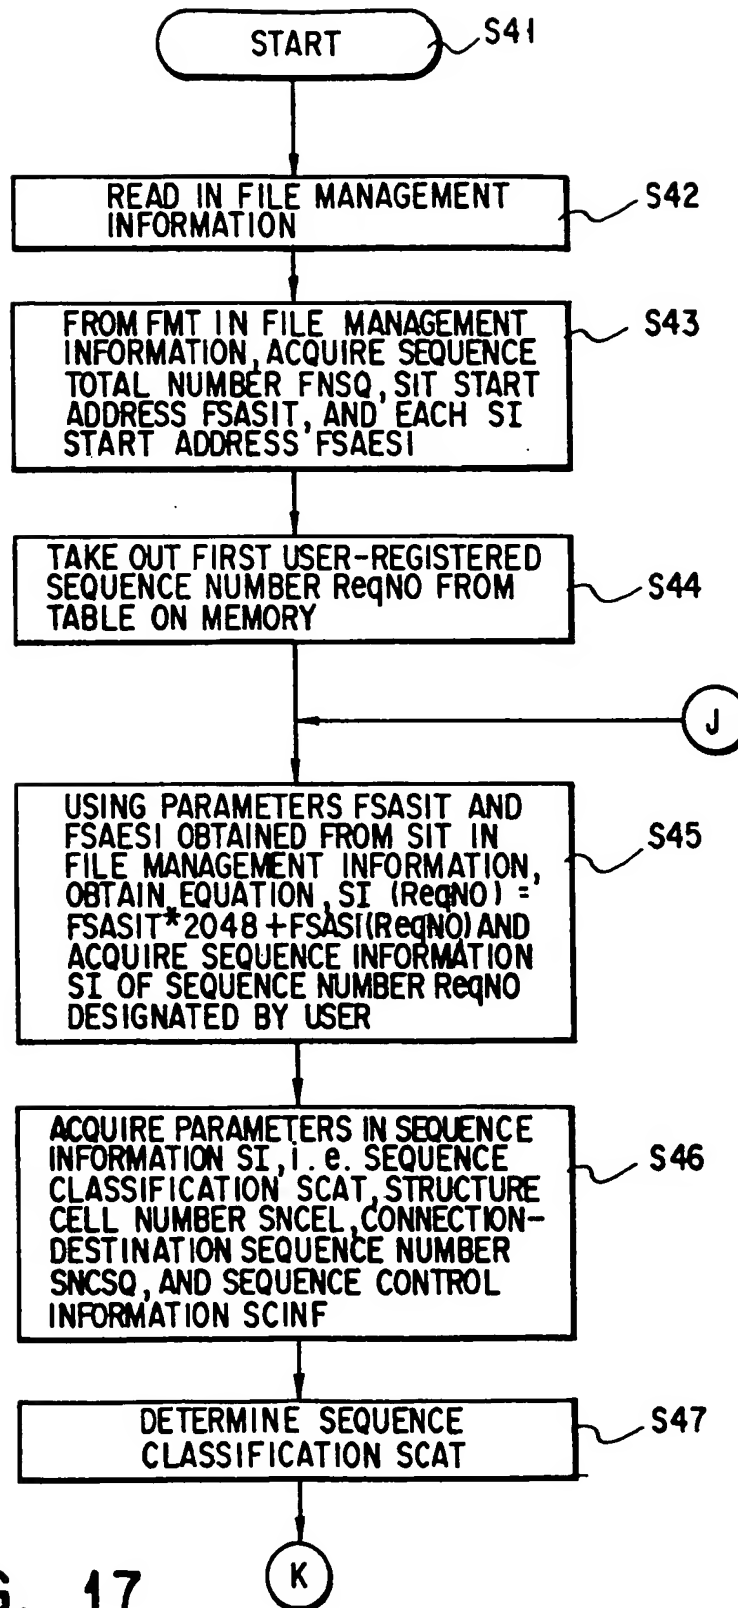 START
S41
READ IN FILE MANAGEMENT
INFORMATION
S42
FROM FMT IN FILE MANAGEMENT
INFORMATION, ACQUIRE SEQUENCE
TOTAL NUMBER FNSQ, SIT START
ADDRESS FSASIT, AND EACH SI
START ADDRESS FSAESI
S43
TAKE OUT FIRST USER-REGISTERED
SEQUENCE NUMBER ReqNO FROM
TABLE ON MEMORY
S44
J
USING PARAMETERS FSASIT AND
FSAESI OBTAINED FROM SIT IN
FILE MANAGEMENT INFORMATION,
OBTAIN EQUATION, SI (ReqNO) =
FSASIT*2048+FSASI(ReqNO) AND
ACQUIRE SEQUENCE INFORMATION
SI OF SEQUENCE NUMBER ReqNO
DESIGNATED BY USER
S45
ACQUIRE PARAMETERS IN SEQUENCE
INFORMATION SI, i.e. SEQUENCE
CLASSIFICATION SCAT, STRUCTURE
CELL NUMBER SNCEL, CONNECTION-
DESTINATION SEQUENCE NUMBER
SNCSQ, AND SEQUENCE CONTROL
INFORMATION SCINF
S46
DETERMINE SEQUENCE
CLASSIFICATION SCAT
S47
K
G. 17